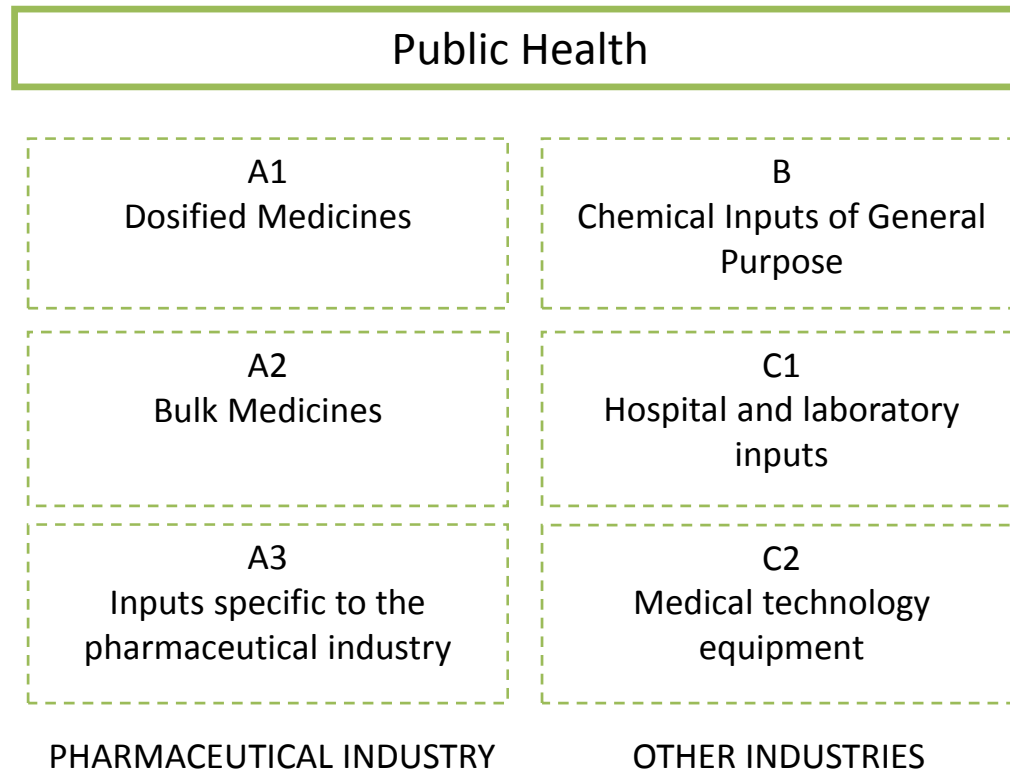 Public Health
A1
Dosified Medicines
B
Chemical Inputs of General
Purpose
A2
Bulk Medicines
C1
Hospital and laboratory
inputs
A3
Inputs specific to the
pharmaceutical industry
C2
Medical technology
equipment
PHARMACEUTICAL INDUSTRY
OTHER INDUSTRIES